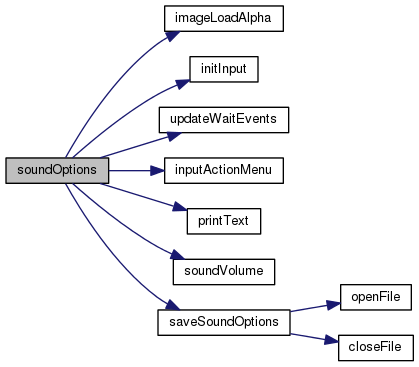 imageLoadAlpha
initInput
updateWaitEvents
soundOptions
inputActionMenu
printText
soundVolume
saveSoundOptions
openFile
closeFile